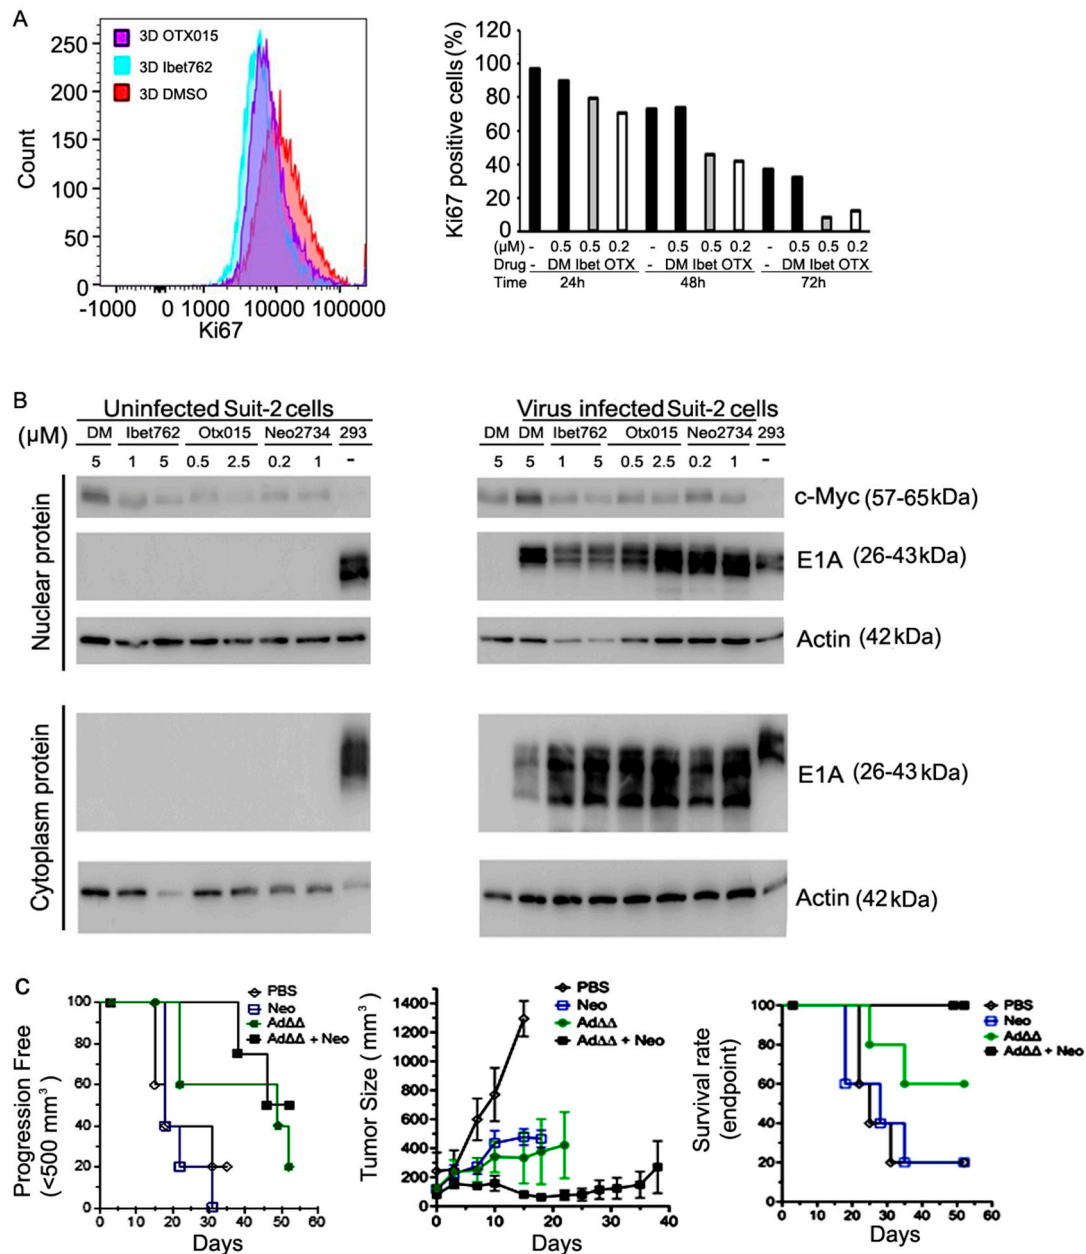 A
3D OTX015
3D Ibet762
3D DMSO
Count
250
200
150
100
50
0
-1000 0 1000 10000 100000
Ki67
Ki67 positive cells (%)
120
100
80
60
40
20
0
(μM) - 0.5 0.5 0.2 - 0.5 0.5 0.2 - 0.5 0.5 0.2
Drug - DM Ibet OTX - DM Ibet OTX - DM Ibet OTX
Time 24h 48h 72h
B
Uninfected Suit-2 cells
(μM) DM Ibet762 Otx015 Neo2734 293
5 1 5 0.5 2.5 0.2 1 -
Virus infected Suit-2 cells
DM DM Ibet762 Otx015 Neo2734 293
5 5 1 5 0.5 2.5 0.2 1 -
Nuclear protein
c-Myc (57-65kDa)
E1A (26-43kDa)
Actin (42kDa)
Cytoplasm protein
E1A (26-43kDa)
Actin (42kDa)
C
PBS
Neo
AdΔΔ
AdΔΔ + Neo
Progression Free
(<500 mm³)
100
80
60
40
20
0
0 10 20 30 40 50 60
Days
PBS
Neo
AdΔΔ
AdΔΔ + Neo
Tumor Size (mm³)
1400
1200
1000
800
600
400
200
0
0 10 20 30 40
Days
PBS
Neo
AdΔΔ
AdΔΔ + Neo
Survival rate
(endpoint)
100
80
60
40
20
0
0 10 20 30 40 50 60
Days